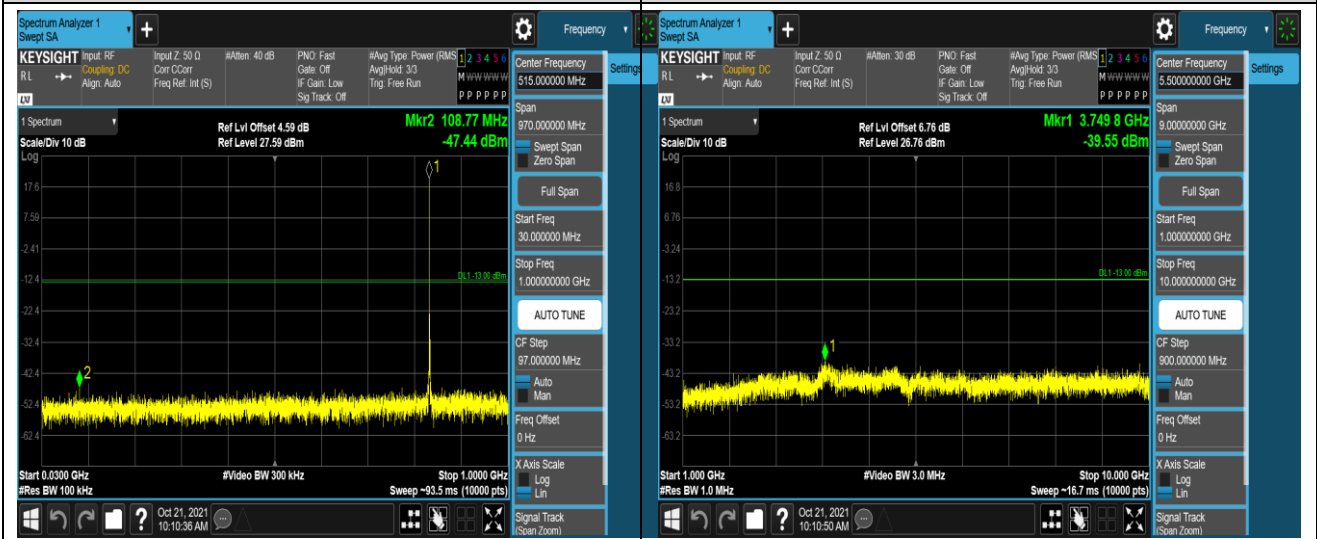 Spectrum Analyzer 1
Swept SA
+
Frequency
KEYSIGHT
RL
LXI
Input: RF
Coupling: DC
Align: Auto
Input Z: 50 Ω
Corr CCorr
Freq Ref: Int (S)
#Atten: 40 dB
PNO: Fast
Gate: Off
IF Gain: Low
Sig Track: Off
#Avg Type: Power (RMS
Avg|Hold: 3/3
Trig: Free Run
1 2 3 4 5 6
M W W W W W
P P P P P P
Center Frequency
515.000000 MHz
Settings
1 Spectrum
Scale/Div 10 dB
Log
Ref Lvl Offset 4.59 dB
Ref Level 27.59 dBm
Mkr2 108.77 MHz
-47.44 dBm
Span
970.000000 MHz
Swept Span
Zero Span
Full Span
Start Freq
30.000000 MHz
Stop Freq
1.000000000 GHz
AUTO TUNE
CF Step
97.000000 MHz
Auto
Man
Freq Offset
0 Hz
X Axis Scale
Log
Lin
Signal Track
(Span Zoom)
17.6
7.59
-2.41
-12.4
-22.4
-32.4
-42.4
-52.4
-62.4
1
DL1 -13.00 dBm
2
Start 0.0300 GHz
#Res BW 100 kHz
#Video BW 300 kHz
Stop 1.0000 GHz
Sweep ~93.5 ms (10000 pts)
?
Oct 21, 2021
10:10:36 AM
Spectrum Analyzer 1
Swept SA
+
Frequency
KEYSIGHT
RL
LXI
Input: RF
Coupling: DC
Align: Auto
Input Z: 50 Ω
Corr CCorr
Freq Ref: Int (S)
#Atten: 30 dB
PNO: Fast
Gate: Off
IF Gain: Low
Sig Track: Off
#Avg Type: Power (RMS
Avg|Hold: 3/3
Trig: Free Run
1 2 3 4 5 6
M W W W W W
P P P P P P
Center Frequency
5.500000000 GHz
Settings
1 Spectrum
Scale/Div 10 dB
Log
Ref Lvl Offset 6.76 dB
Ref Level 26.76 dBm
Mkr1 3.749 8 GHz
-39.55 dBm
Span
9.00000000 GHz
Swept Span
Zero Span
Full Span
Start Freq
1.000000000 GHz
Stop Freq
10.000000000 GHz
AUTO TUNE
CF Step
900.000000 MHz
Auto
Man
Freq Offset
0 Hz
X Axis Scale
Log
Lin
Signal Track
(Span Zoom)
16.8
6.76
-3.24
-13.2
-23.2
-33.2
-43.2
-53.2
-63.2
DL1 -13.00 dBm
1
Start 1.000 GHz
#Res BW 1.0 MHz
#Video BW 3.0 MHz
Stop 10.000 GHz
Sweep ~16.7 ms (10000 pts)
?
Oct 21, 2021
10:10:50 AM